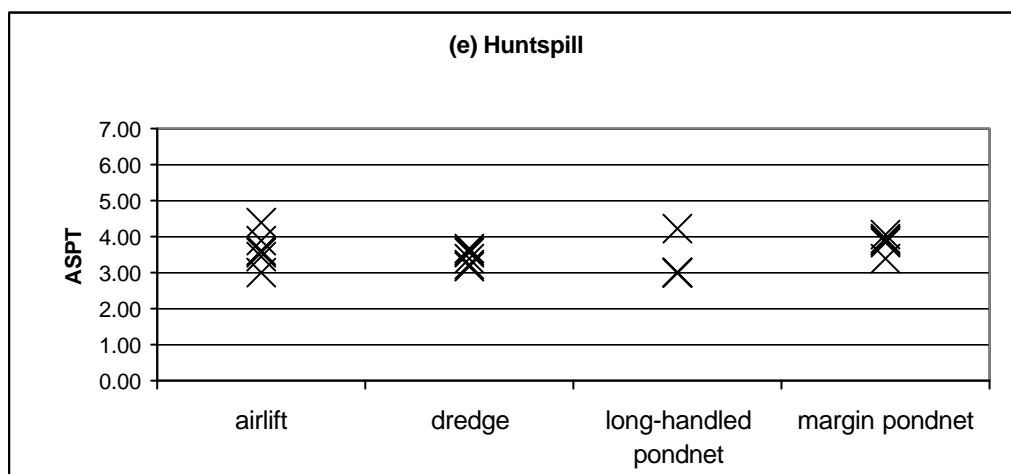 (e) Huntspill
7.00
6.00
5.00
4.00
3.00
2.00
1.00
0.00
ASPT
airlift dredge long-handled pondnet margin pondnet